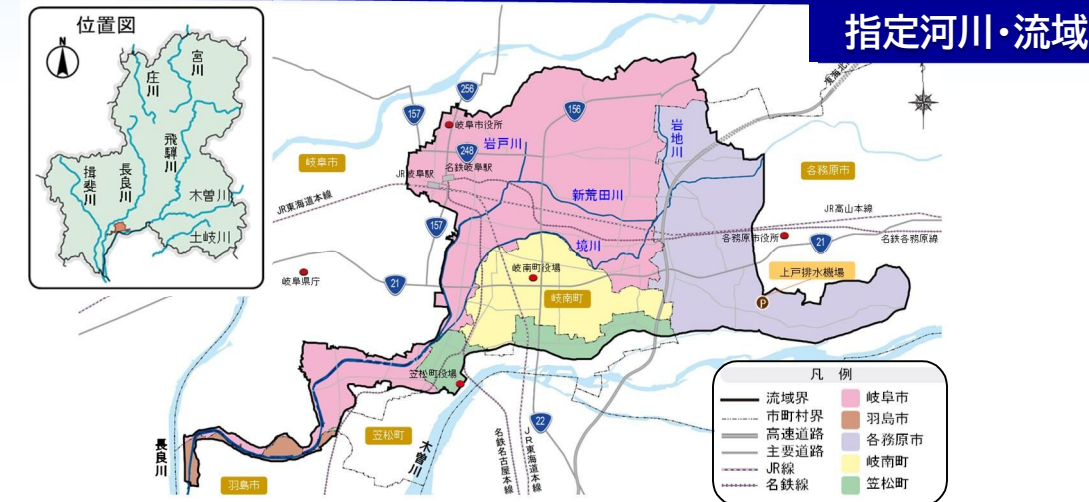 位置図
N
宮川
庄川
飛騨川
長良川
揖斐川
木曽川
土岐川
指定河川・流域
東海北
256
157
156
岐阜市役所
岩戸川
岩地川
248
岐阜市
名鉄岐阜駅
JR岐阜駅
各務原市
新荒田川
JR東海道本線
JR高山本線
157
境川
各務原市役所
21
名鉄各務原線
岐南町役場
上戸排水機場
岐阜県庁
21
岐南町
P
笠松町役場
凡 例
流域界
市町村界
高速道路
主要道路
JR線
名鉄線
岐阜市
羽島市
各務原市
岐南町
笠松町
22
笠松町
長良川
木曽川
名鉄名古屋本線
JR東海道本線
羽島市